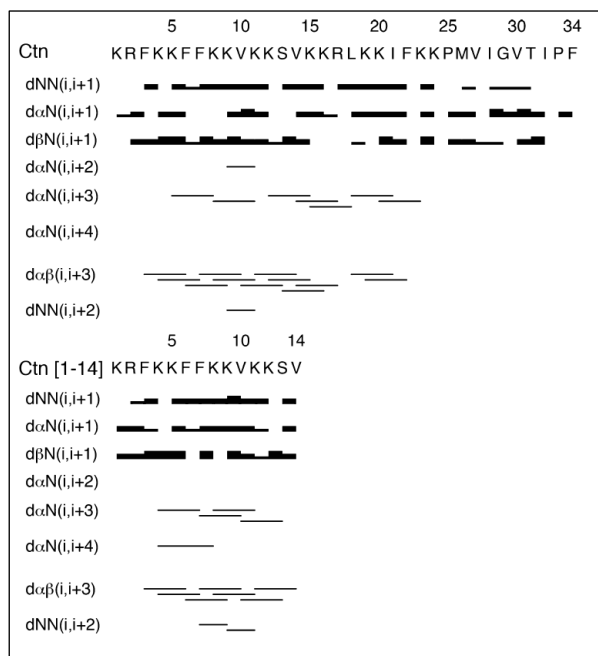 5 10 15 20 25 30 34
Ctn K R F K K F F K K V K K S V K K R L K K I F K K P M V I G V T I P F
dNN(i,i+1)
dαN(i,i+1)
dβN(i,i+1)
dαN(i,i+2)
dαN(i,i+3)
dαN(i,i+4)
dαβ(i,i+3)
dNN(i,i+2)
5 10 14
Ctn [1-14] K R F K K F F K K V K K S V
dNN(i,i+1)
dαN(i,i+1)
dβN(i,i+1)
dαN(i,i+2)
dαN(i,i+3)
dαN(i,i+4)
dαβ(i,i+3)
dNN(i,i+2)